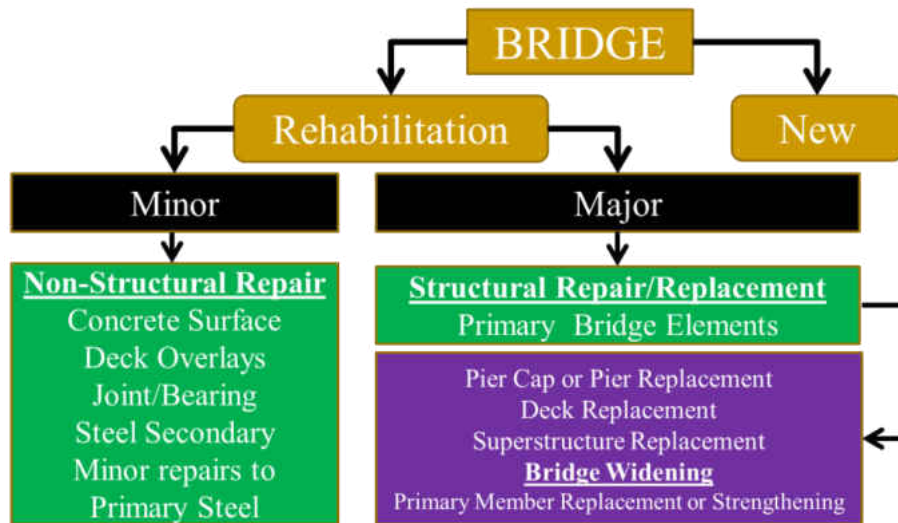 BRIDGE
Rehabilitation
New
Minor
Major
Non-Structural Repair
Concrete Surface
Deck Overlays
Joint/Bearing
Steel Secondary
Minor repairs to
Primary Steel
Structural Repair/Replacement
Primary Bridge Elements
Pier Cap or Pier Replacement
Deck Replacement
Superstructure Replacement
Bridge Widening
Primary Member Replacement or Strengthening